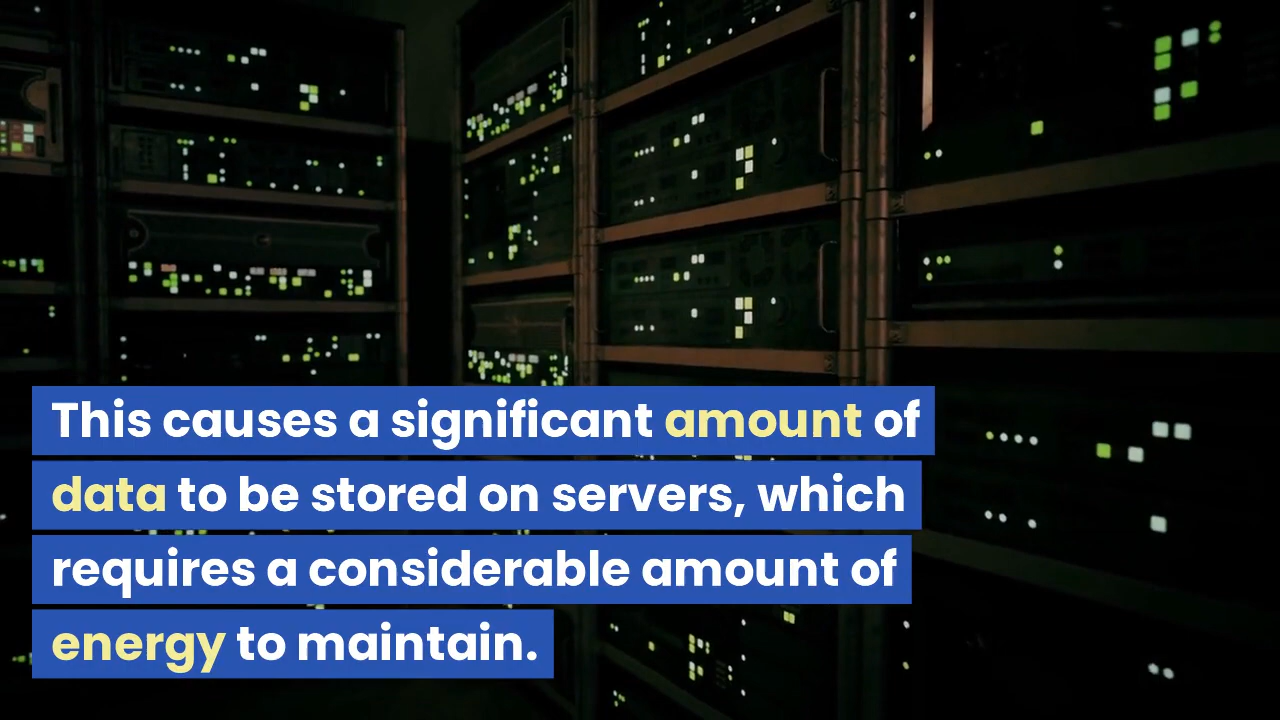 This causes a significant amount of
data to be stored on servers, which
requires a considerable amount of
energy to maintain.